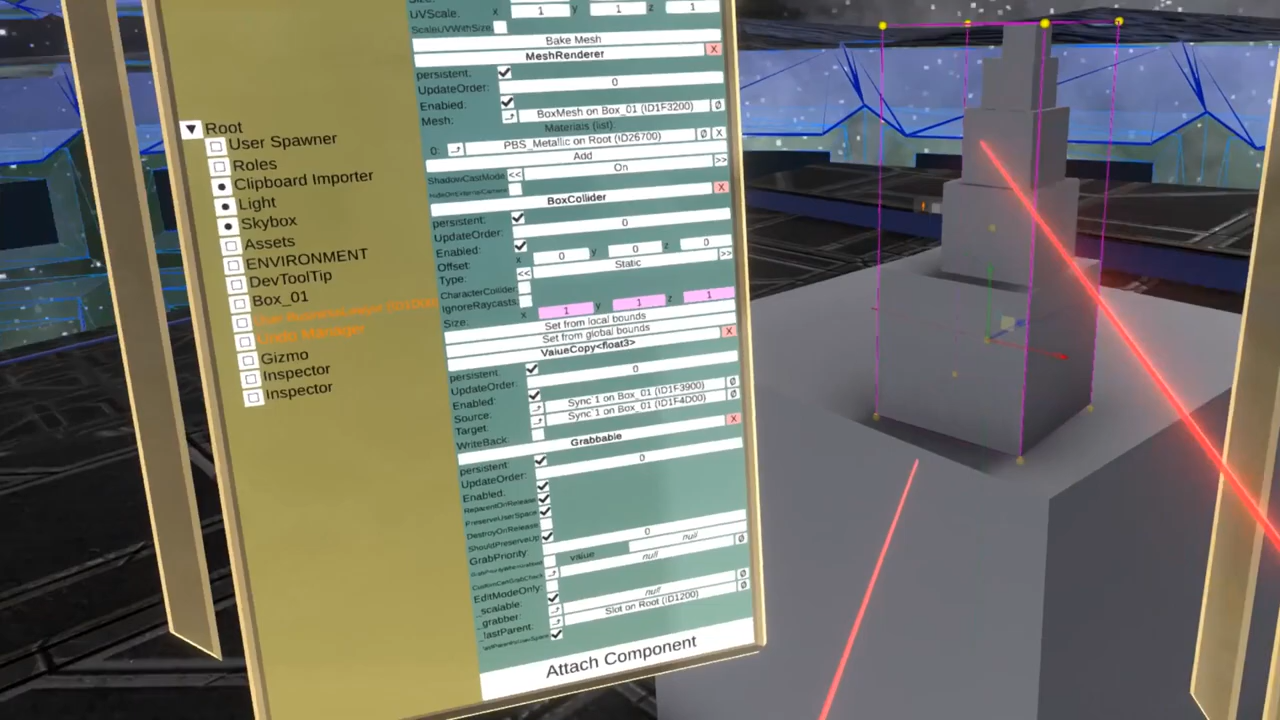 Root
User Spawner
Roles
Clipboard Importer
Light
Skybox
Assets
ENVIRONMENT
DevToolTip
Box_01
Undo Manager
Gizmo
Inspector
Inspector
UVScale: x 1 y 1 z 1
ScaleUVWithSize:
Bake Mesh
MeshRenderer X
persistent:
UpdateOrder: 0
Enabled:
Mesh: BoxMesh on Box_01 (ID1F3200) Ø
Materials (list):
0: PBS_Metallic on Root (ID26700) Ø X
Add
ShadowCastMode: << On >>
BoxCollider X
persistent:
UpdateOrder: 0
Enabled:
Offset: x 0 y 0 z 0
Type: << Static >>
CharacterCollider:
IgnoreRaycasts:
Size: x 1 y 1 z 1
Set from local bounds
Set from global bounds
ValueCopy<float3> X
persistent:
UpdateOrder: 0
Enabled:
Source: Sync`1 on Box_01 (ID1F3900) Ø
Target: Sync`1 on Box_01 (ID1F4D00) Ø
WriteBack:
Grabbable X
persistent:
UpdateOrder: 0
Enabled:
ReparentOnRelease:
PreserveUserSpace:
DestroyOnRelease:
ShouldPreserveUp:
GrabPriority: 0
value null Ø
null
EditModeOnly:
_scalable:
_grabber: null Ø
_lastParent: Slot on Root (ID1200) Ø
Attach Component